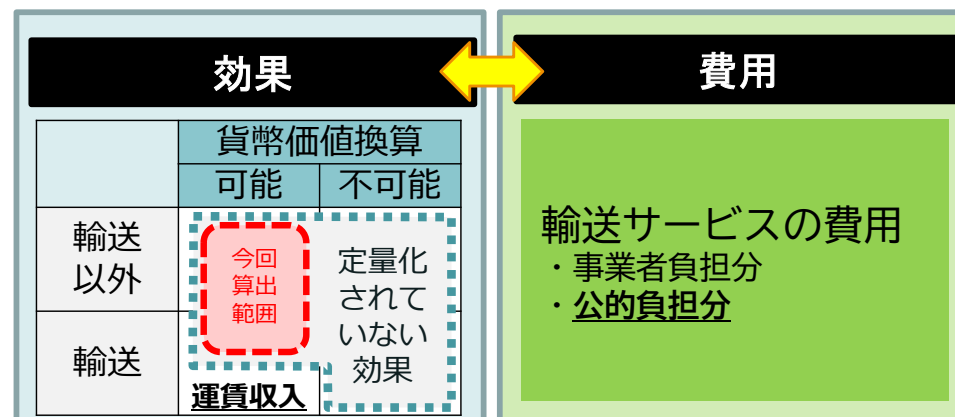 効果
費用
貨幣価値換算
可能
不可能
輸送
以外
今回
算出
範囲
定量化
されて
いない
効果
輸送
運賃収入
輸送サービスの費用
・事業者負担分
・公的負担分